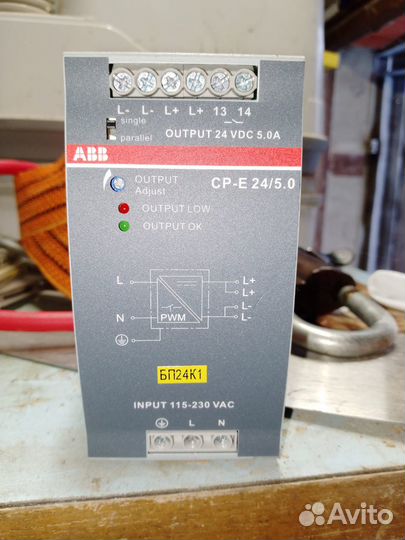 L- L- L+ L+ 13 14
single
parallel
OUTPUT 24 VDC 5.0A
ABB
OUTPUT
Adjust
CP-E 24/5.0
OUTPUT LOW
OUTPUT OK
L
L+
L+
N
PWM
L-
L-
БП24К1
INPUT 115-230 VAC
L N
Avito